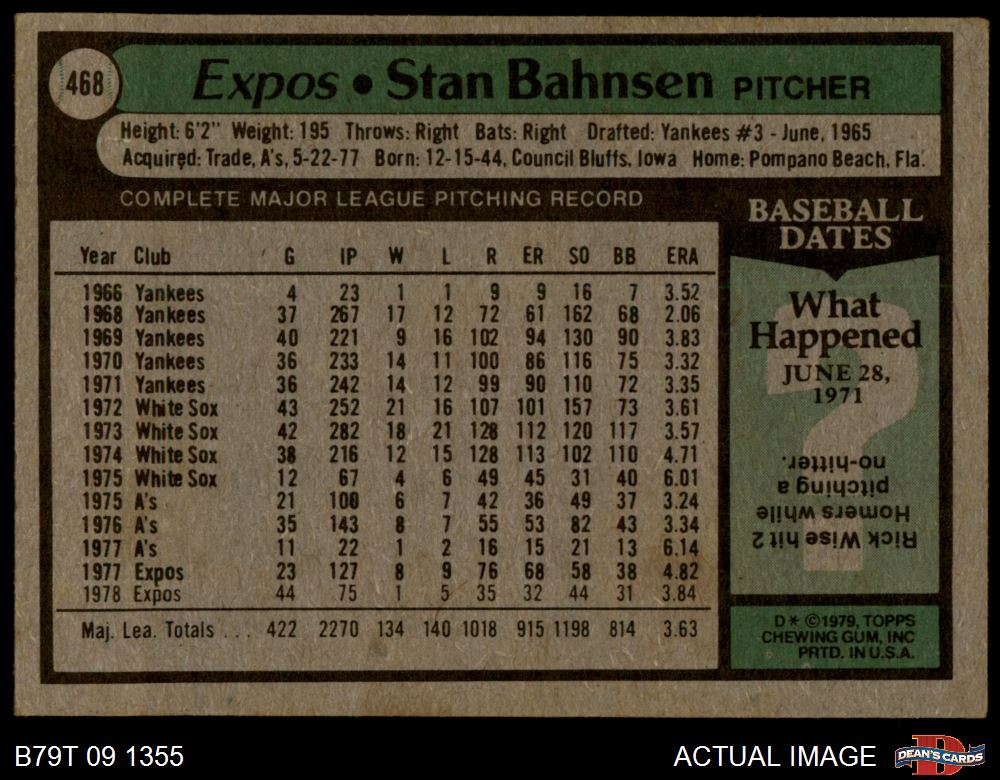 468
Expos • Stan Bahnsen PITCHER
Height: 6'2" Weight: 195 Throws: Right Bats: Right Drafted: Yankees #3 - June, 1965
Acquired: Trade, A's, 5-22-77 Born: 12-15-44, Council Bluffs, Iowa Home: Pompano Beach, Fla.
COMPLETE MAJOR LEAGUE PITCHING RECORD
Year Club G IP W L R ER SO BB ERA
1966 Yankees 4 23 1 1 9 9 16 7 3.52
1968 Yankees 37 267 17 12 72 61 162 68 2.06
1969 Yankees 40 221 9 16 102 94 130 90 3.83
1970 Yankees 36 233 14 11 100 86 116 75 3.32
1971 Yankees 36 242 14 12 99 90 110 72 3.35
1972 White Sox 43 252 21 16 107 101 157 73 3.61
1973 White Sox 42 282 18 21 128 112 120 117 3.57
1974 White Sox 38 216 12 15 128 113 102 110 4.71
1975 White Sox 12 67 4 6 49 45 31 40 6.01
1975 A's 21 100 6 7 42 36 49 37 3.24
1976 A's 35 143 8 7 55 53 82 43 3.34
1977 A's 11 22 1 2 16 15 21 13 6.14
1977 Expos 23 127 8 9 76 68 58 38 4.82
1978 Expos 44 75 1 5 35 32 44 31 3.84
Maj. Lea. Totals ... 422 2270 134 140 1018 915 1198 814 3.63
BASEBALL
DATES
What
Happened
JUNE 28,
1971
Rick Wise hit 2
Homers while
pitching a
no-hitter.
D* ©1979, TOPPS
CHEWING GUM, INC
PRTD. IN U.S.A.
B79T 09 1355
ACTUAL IMAGE
D
DEAN'S CARDS